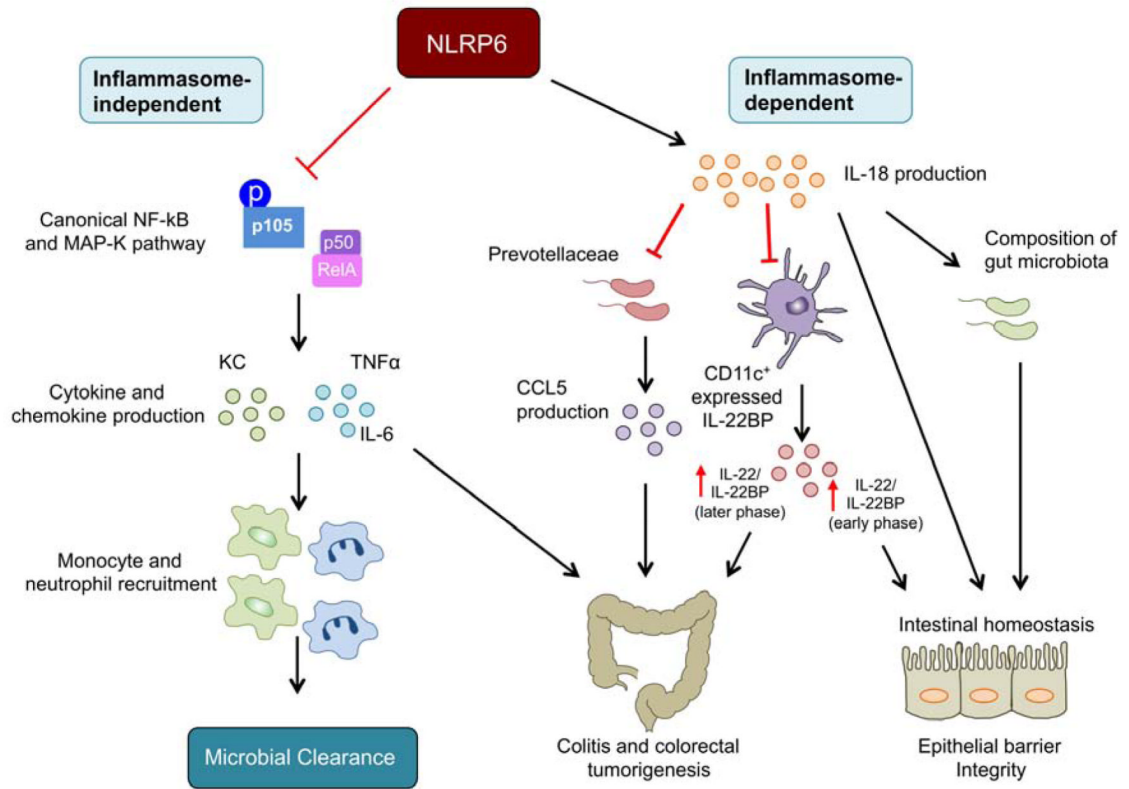 NLRP6
Inflammasome-
independent
Inflammasome-
dependent
IL-18 production
p
p105
p50
RelA
Canonical NF-kB
and MAP-K pathway
Prevotellaceae
Composition of
gut microbiota
KC
TNFα
IL-6
Cytokine and
chemokine production
CCL5
production
CD11c⁺
expressed
IL-22BP
IL-22/
IL-22BP
(later phase)
IL-22/
IL-22BP
(early phase)
Monocyte and
neutrophil recruitment
Intestinal homeostasis
Microbial Clearance
Colitis and colorectal
tumorigenesis
Epithelial barrier
Integrity